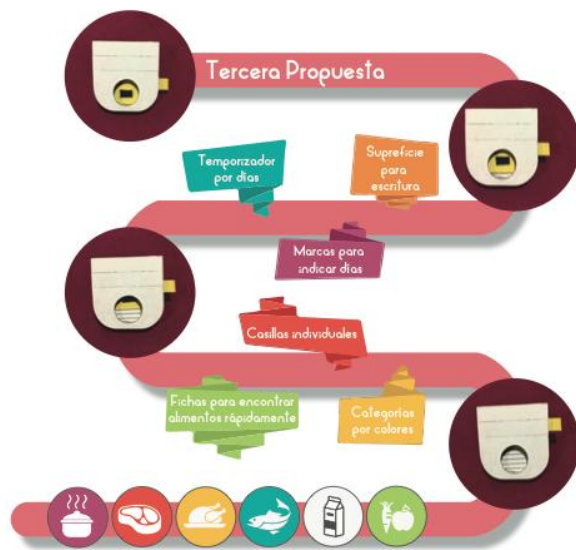 Tercera Propuesta
Temporizador
por días
Supreficie
para
escritura
Marcas para
indicar días
Casillas individuales
Fichas para encontrar
alimentos rápidamente
Categorías
por colores